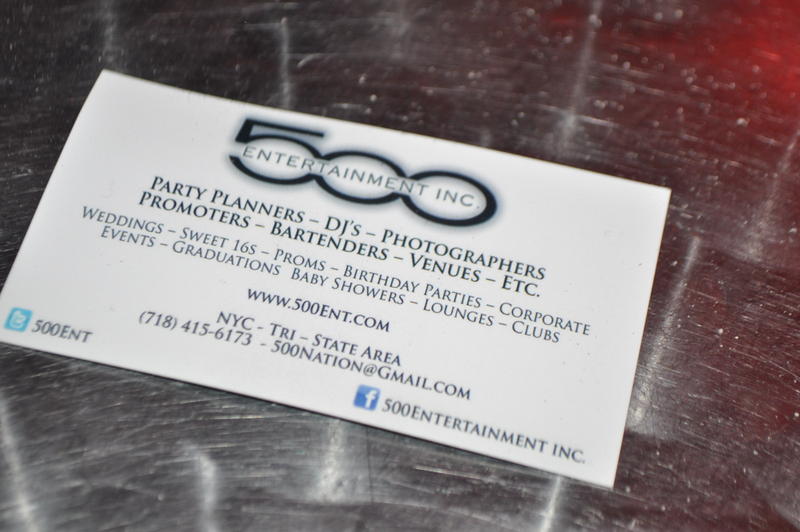 500
ENTERTAINMENT INC.
PARTY PLANNERS – DJ'S – PHOTOGRAPHERS
PROMOTERS – BARTENDERS – VENUES – ETC.
WEDDINGS – SWEET 16S – PROMS – BIRTHDAY PARTIES – CORPORATE
EVENTS – GRADUATIONS BABY SHOWERS – LOUNGES – CLUBS
WWW.500ENT.COM
NYC - TRI – STATE AREA
(718) 415-6173 - 500NATION@GMAIL.COM
500ENT
500ENTERTAINMENT INC.